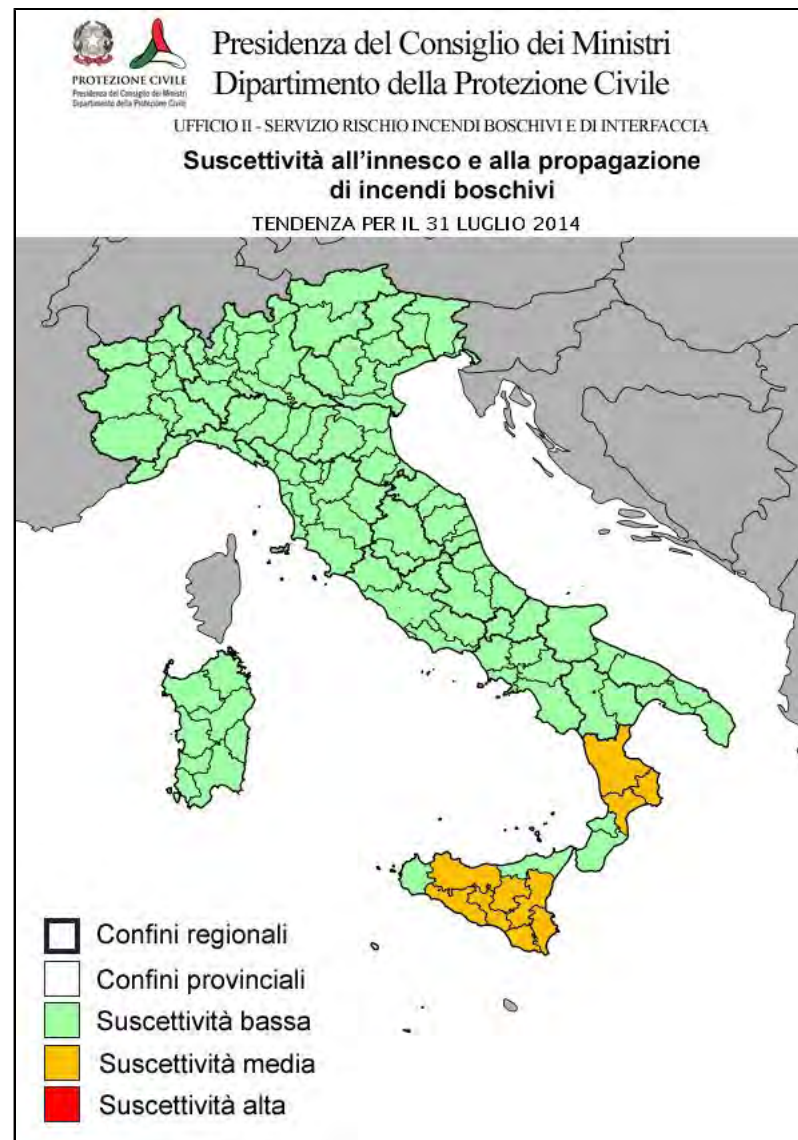 PROTEZIONE CIVILE
Presidenza del Consiglio dei Ministri
Dipartimento della Protezione Civile
Presidenza del Consiglio dei Ministri
Dipartimento della Protezione Civile
UFFICIO II - SERVIZIO RISCHIO INCENDI BOSCHIVI E DI INTERFACCIA
Suscettività all'innesco e alla propagazione
di incendi boschivi
TENDENZA PER IL 31 LUGLIO 2014
Confini regionali
Confini provinciali
Suscettività bassa
Suscettività media
Suscettività alta